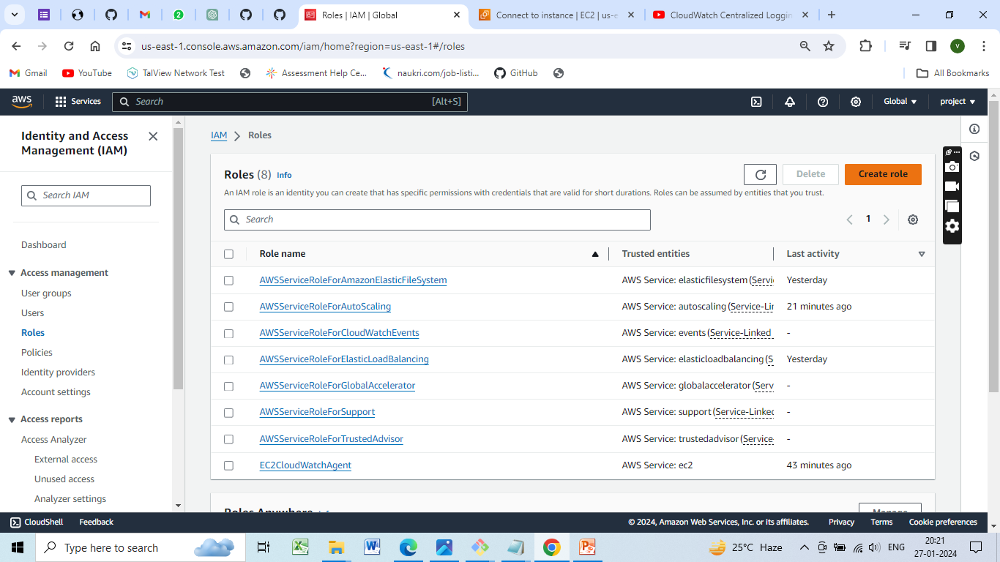 2
Roles | IAM | Global
Connect to instance | EC2 | us-e
CloudWatch Centralized Loggin
us-east-1.console.aws.amazon.com/iam/home?region=us-east-1#/roles
V
Gmail
YouTube
TalView Network Test
Assessment Help Ce...
naukri.com/job-listi...
GitHub
All Bookmarks
aws
Services
Search
[Alt+S]
Global
project
Identity and Access
Management (IAM)
Search IAM
Dashboard
Access management
User groups
Users
Roles
Policies
Identity providers
Account settings
Access reports
Access Analyzer
External access
Unused access
Analyzer settings
IAM
Roles
Roles (8) Info
Delete
Create role
An IAM role is an identity you can create that has specific permissions with credentials that are valid for short durations. Roles can be assumed by entities that you trust.
Search
1
Role name Trusted entities Last activity
AWSServiceRoleForAmazonElasticFileSystem AWS Service: elasticfilesystem (Servi Yesterday
AWSServiceRoleForAutoScaling AWS Service: autoscaling (Service-Lin 21 minutes ago
AWSServiceRoleForCloudWatchEvents AWS Service: events (Service-Linked -
AWSServiceRoleForElasticLoadBalancing AWS Service: elasticloadbalancing (S Yesterday
AWSServiceRoleForGlobalAccelerator AWS Service: globalaccelerator (Serv -
AWSServiceRoleForSupport AWS Service: support (Service-Linked -
AWSServiceRoleForTrustedAdvisor AWS Service: trustedadvisor (Service- -
EC2CloudWatchAgent AWS Service: ec2 43 minutes ago
Roles Anywhere
Manage
CloudShell
Feedback
© 2024, Amazon Web Services, Inc. or its affiliates.
Privacy
Terms
Cookie preferences
Type here to search
25°C Haze
ENG
20:21
27-01-2024